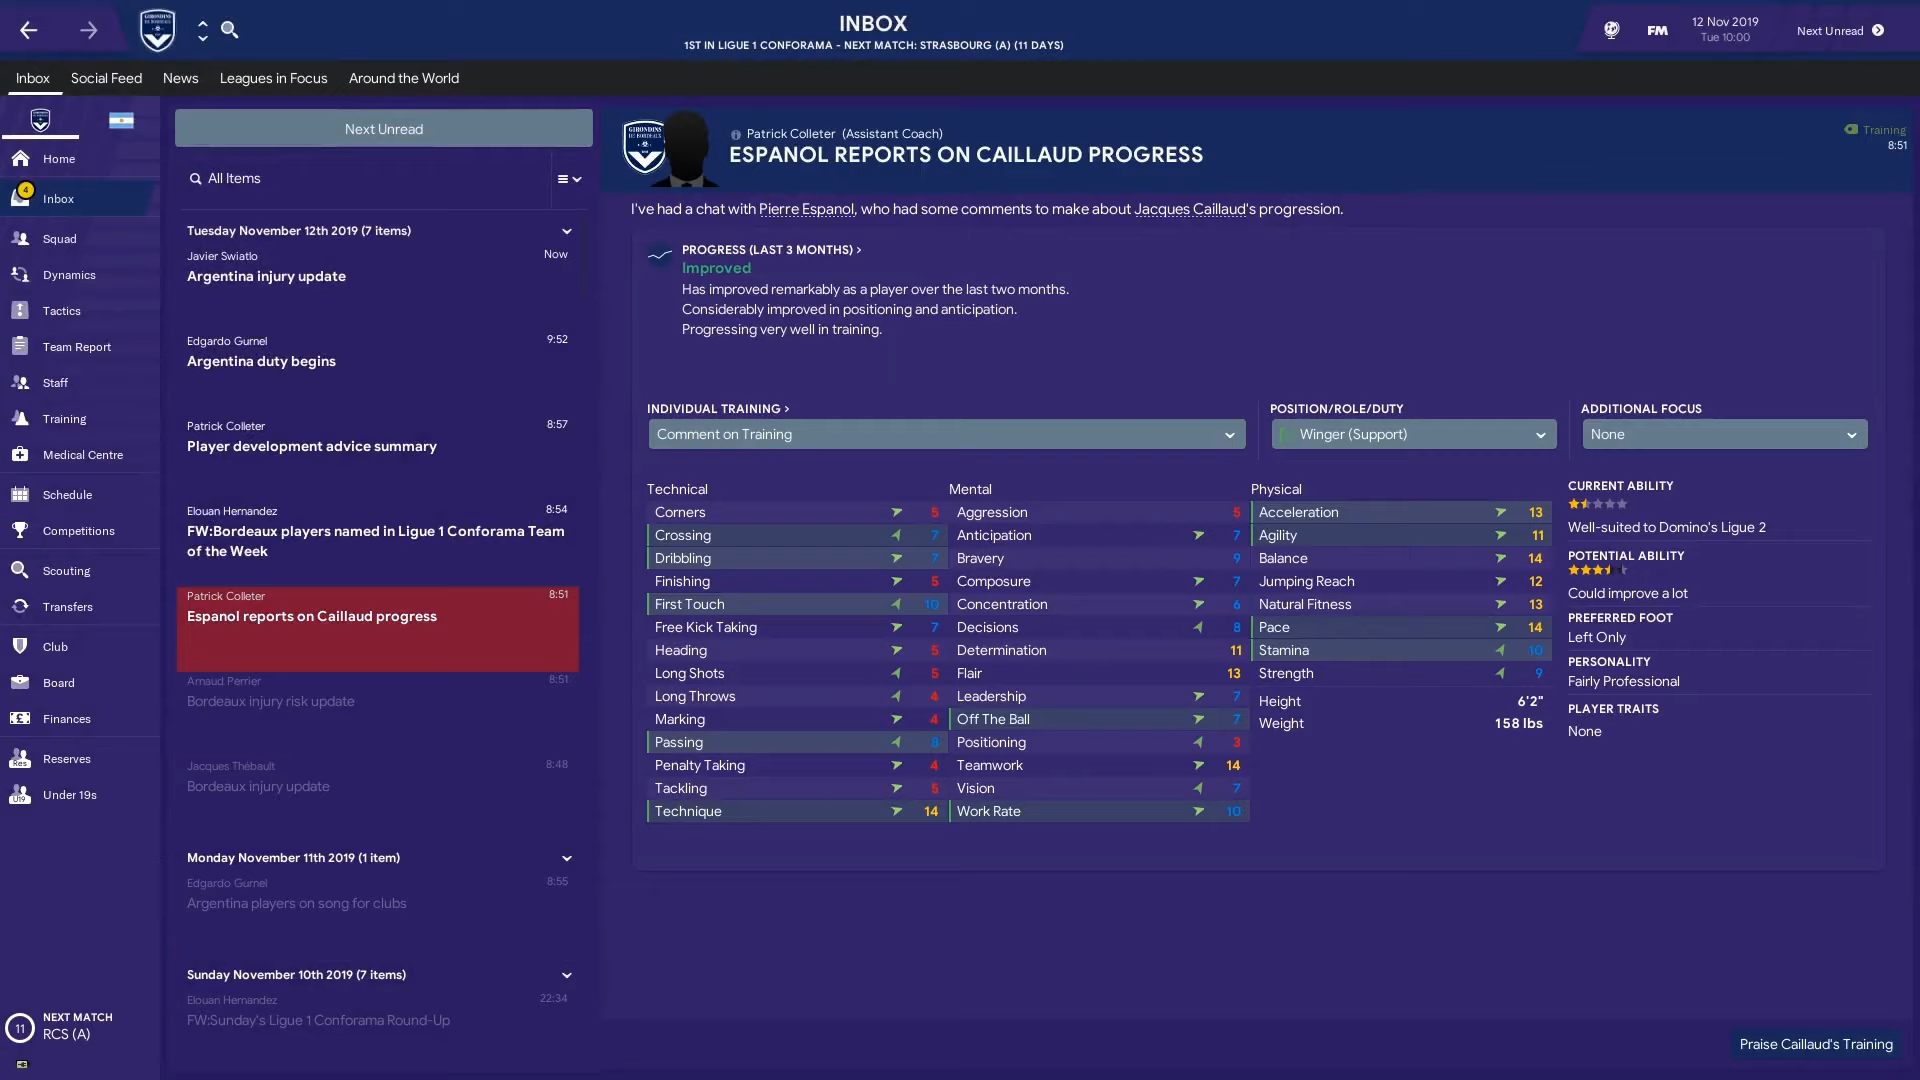 INBOX
1ST IN LIGUE 1 CONFORAMA - NEXT MATCH: STRASBOURG (A) (11 DAYS)
FM
12 Nov 2019
Tue 10:00
Next Unread
Inbox
Social Feed
News
Leagues in Focus
Around the World
Home
4
Inbox
Squad
Dynamics
Tactics
Team Report
Staff
Training
Medical Centre
Schedule
Competitions
Scouting
Transfers
Club
Board
Finances
Res
Reserves
U19
Under 19s
11
NEXT MATCH
RCS (A)
Next Unread
All Items
Tuesday November 12th 2019 (7 items)
Javier Swiatlo
Now
Argentina injury update
Edgardo Gurnel
9:52
Argentina duty begins
Patrick Colleter
8:57
Player development advice summary
Elouan Hernandez
8:54
FW:Bordeaux players named in Ligue 1 Conforama Team
of the Week
Patrick Colleter
8:51
Espanol reports on Caillaud progress
Arnaud Perrier
8:51
Bordeaux injury risk update
Jacques Thébault
8:48
Bordeaux injury update
Monday November 11th 2019 (1 item)
Edgardo Gurnel
8:55
Argentina players on song for clubs
Sunday November 10th 2019 (7 items)
Elouan Hernandez
22:34
FW:Sunday's Ligue 1 Conforama Round-Up
GIRONDINS
DE BORDEAUX
Patrick Colleter (Assistant Coach)
ESPANOL REPORTS ON CAILLAUD PROGRESS
Training
8:51
I've had a chat with Pierre Espanol, who had some comments to make about Jacques Caillaud's progression.
PROGRESS (LAST 3 MONTHS) >
Improved
Has improved remarkably as a player over the last two months.
Considerably improved in positioning and anticipation.
Progressing very well in training.
INDIVIDUAL TRAINING >
Comment on Training
POSITION/ROLE/DUTY
Winger (Support)
ADDITIONAL FOCUS
None
Technical
Corners 5
Crossing 7
Dribbling 7
Finishing 5
First Touch 10
Free Kick Taking 7
Heading 5
Long Shots 5
Long Throws 4
Marking 4
Passing 8
Penalty Taking 4
Tackling 5
Technique 14
Mental
Aggression 5
Anticipation 7
Bravery 9
Composure 7
Concentration 6
Decisions 8
Determination 11
Flair 13
Leadership 7
Off The Ball 7
Positioning 3
Teamwork 14
Vision 7
Work Rate 10
Physical
Acceleration 13
Agility 11
Balance 14
Jumping Reach 12
Natural Fitness 13
Pace 14
Stamina 10
Strength 9
Height 6'2"
Weight 158 lbs
CURRENT ABILITY
Well-suited to Domino's Ligue 2
POTENTIAL ABILITY
Could improve a lot
PREFERRED FOOT
Left Only
PERSONALITY
Fairly Professional
PLAYER TRAITS
None
Praise Caillaud's Training